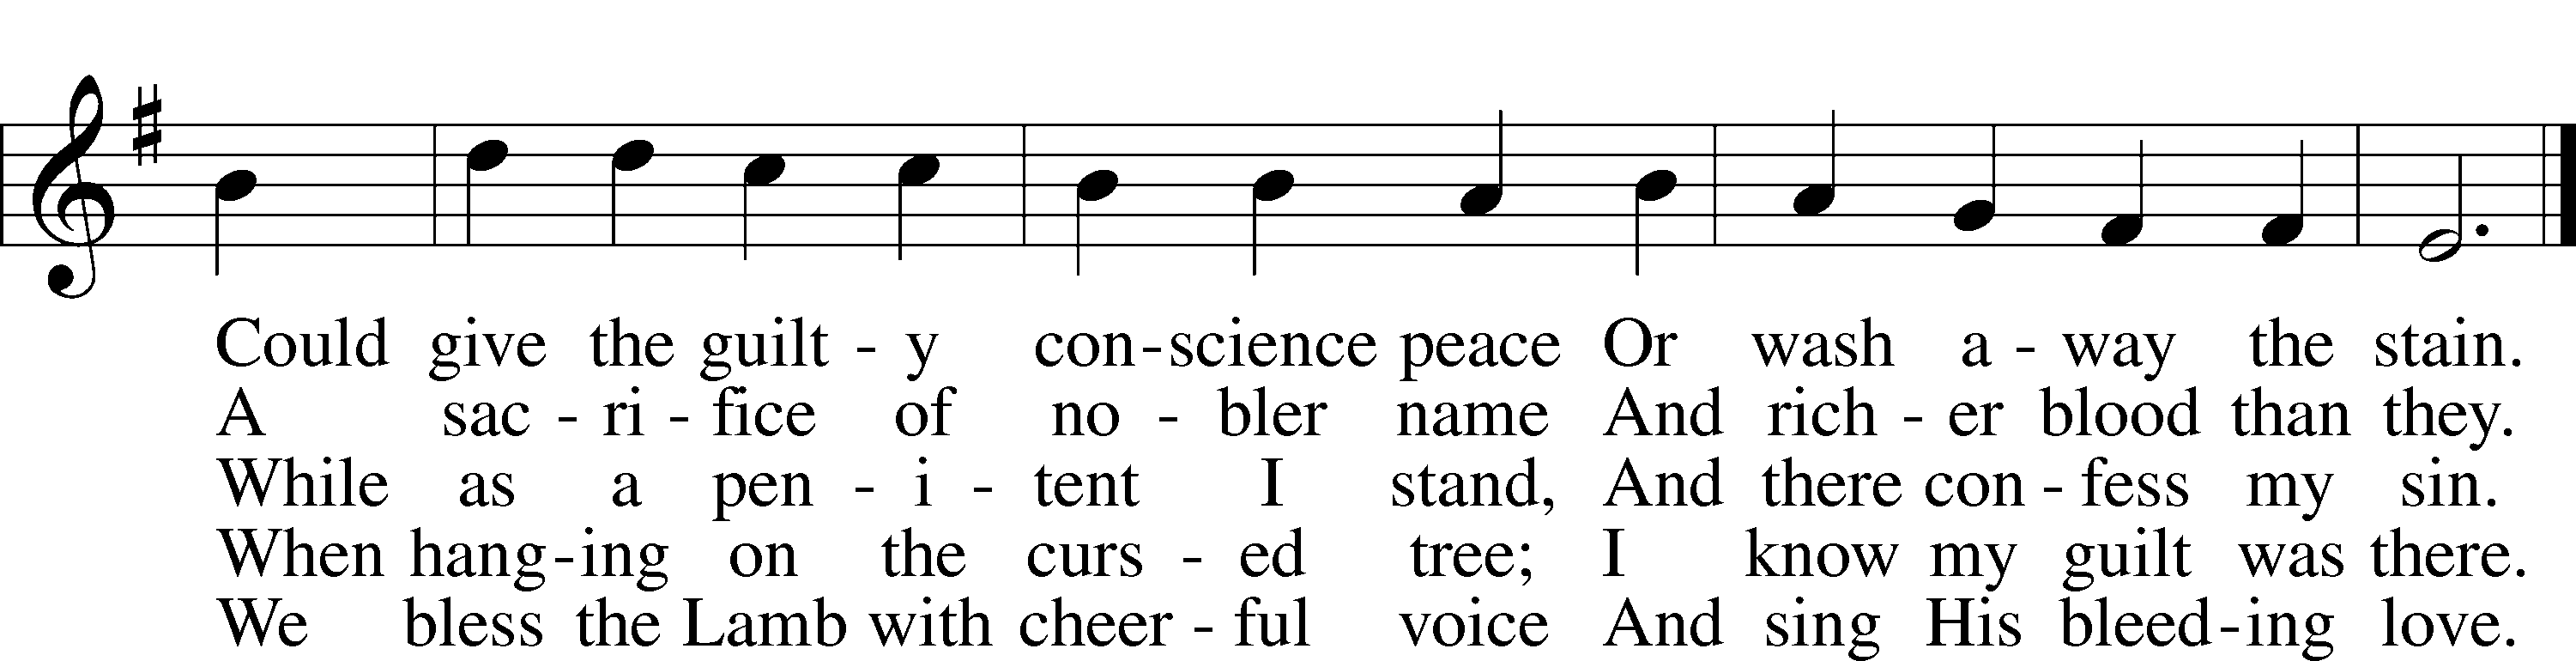 Could give the guilt - y con-science peace Or wash a - way the stain.
A sac - ri - fice of no - bler name And rich - er blood than they.
While as a pen - i - tent I stand, And there con - fess my sin.
When hang-ing on the curs - ed tree; I know my guilt was there.
We bless the Lamb with cheer - ful voice And sing His bleed-ing love.